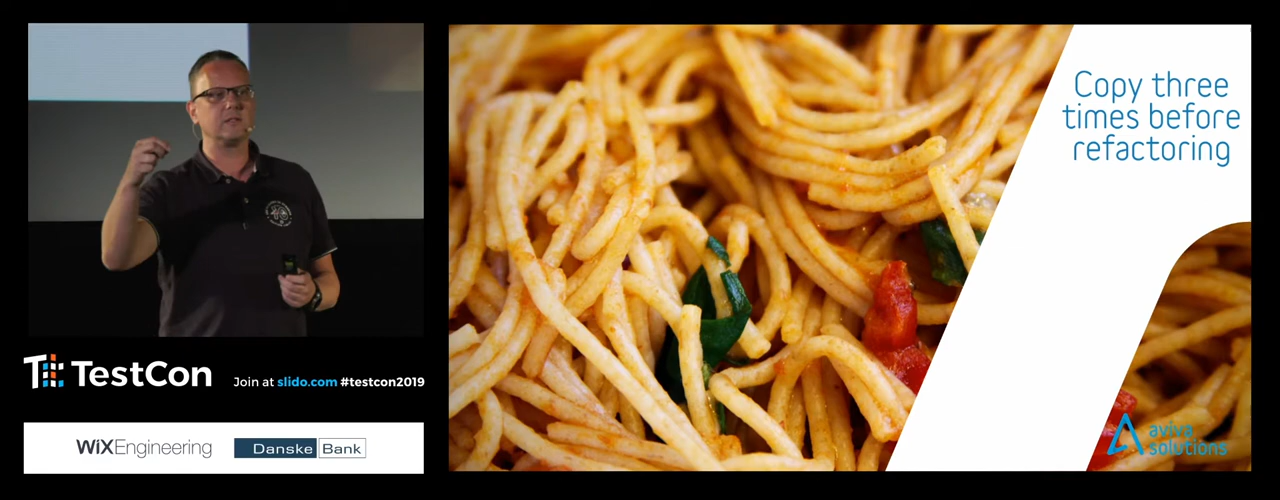 TestCon
Join at slido.com #testcon2019
WiXEngineering
Danske Bank
Copy three
times before
refactoring
aviva
solutions